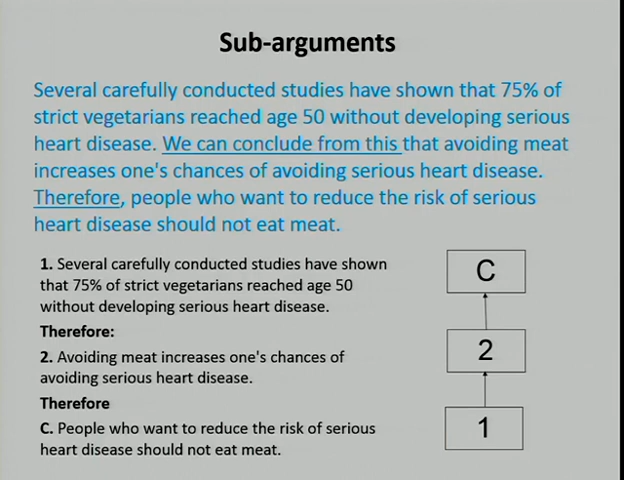 Sub-arguments
Several carefully conducted studies have shown that 75% of
strict vegetarians reached age 50 without developing serious
heart disease. We can conclude from this that avoiding meat
increases one's chances of avoiding serious heart disease.
Therefore, people who want to reduce the risk of serious
heart disease should not eat meat.
1. Several carefully conducted studies have shown
that 75% of strict vegetarians reached age 50
without developing serious heart disease.
Therefore:
2. Avoiding meat increases one's chances of
avoiding serious heart disease.
Therefore
C. People who want to reduce the risk of serious
heart disease should not eat meat.
C
2
1